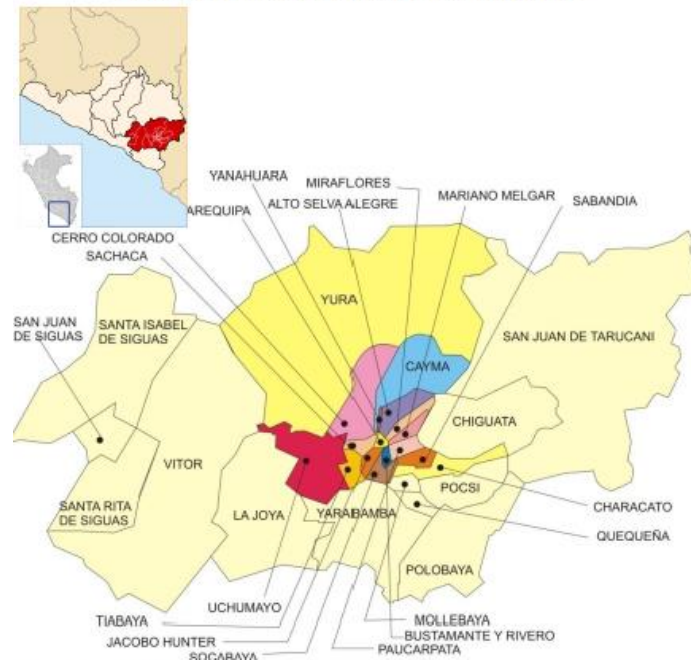 YANAHUARA
MIRAFLORES
ALTO SELVA ALEGRE
MARIANO MELGAR
AREQUIPA
SABANDIA
CERRO COLORADO
SACHACA
YURA
SAN JUAN
DE SIGUAS
SANTA ISABEL
DE SIGUAS
SAN JUAN DE TARUCANI
CAYMA
CHIGUATA
VITOR
POCSI
SANTA RITA
DE SIGUAS
LA JOYA
YARABAMBA
CHARACATO
QUEQUEÑA
POLOBAYA
UCHUMAYO
TIABAYA
MOLLEBAYA
JACOBO HUNTER
BUSTAMANTE Y RIVERO
SOCABAYA
PAUCARPATA